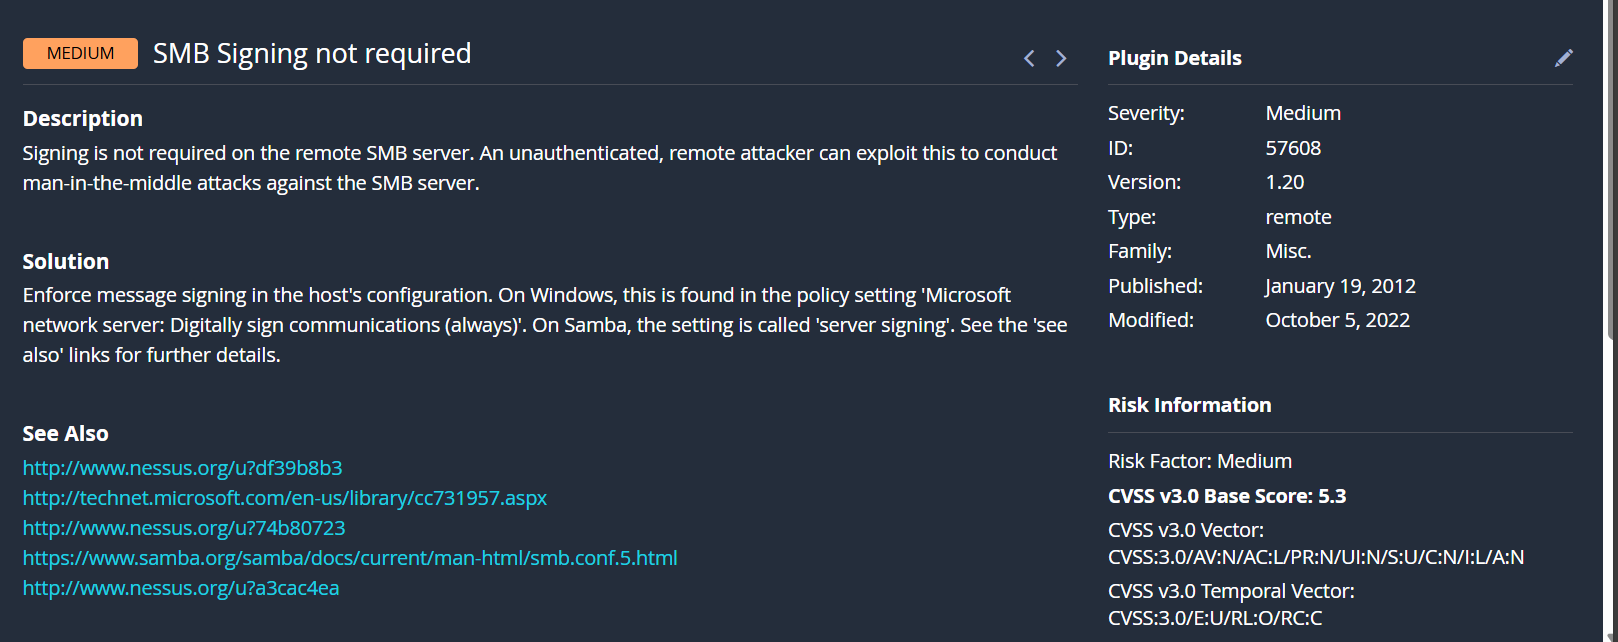 MEDIUM SMB Signing not required
Description
Signing is not required on the remote SMB server. An unauthenticated, remote attacker can exploit this to conduct
man-in-the-middle attacks against the SMB server.
Solution
Enforce message signing in the host's configuration. On Windows, this is found in the policy setting 'Microsoft
network server: Digitally sign communications (always)'. On Samba, the setting is called 'server signing'. See the 'see
also' links for further details.
See Also
http://www.nessus.org/u?df39b8b3
http://technet.microsoft.com/en-us/library/cc731957.aspx
http://www.nessus.org/u?74b80723
https://www.samba.org/samba/docs/current/man-html/smb.conf.5.html
http://www.nessus.org/u?a3cac4ea
Plugin Details
Severity: Medium
ID: 57608
Version: 1.20
Type: remote
Family: Misc.
Published: January 19, 2012
Modified: October 5, 2022
Risk Information
Risk Factor: Medium
CVSS v3.0 Base Score: 5.3
CVSS v3.0 Vector:
CVSS:3.0/AV:N/AC:L/PR:N/UI:N/S:U/C:N/I:L/A:N
CVSS v3.0 Temporal Vector:
CVSS:3.0/E:U/RL:O/RC:C